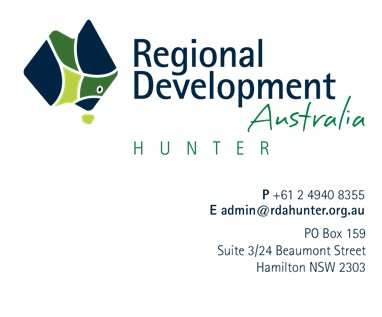 Regional
Development
Australia
HUNTER
P +61 2 4940 8355
E admin@rdahunter.org.au
PO Box 159
Suite 3/24 Beaumont Street
Hamilton NSW 2303